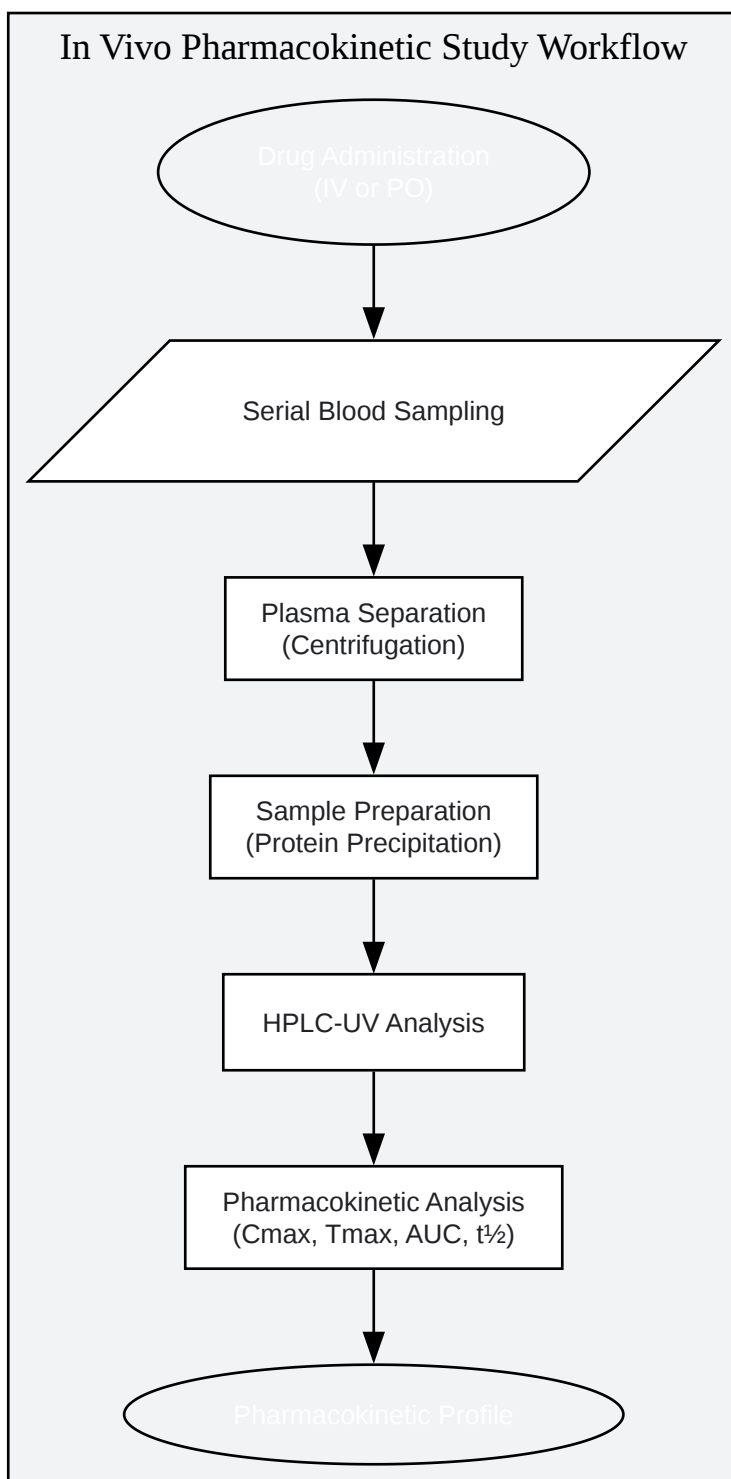 In Vivo Pharmacokinetic Study Workflow
Drug Administration
(IV or PO)
Serial Blood Sampling
Plasma Separation
(Centrifugation)
Sample Preparation
(Protein Precipitation)
HPLC-UV Analysis
Pharmacokinetic Analysis
(Cmax, Tmax, AUC, t½)
Pharmacokinetic Profile